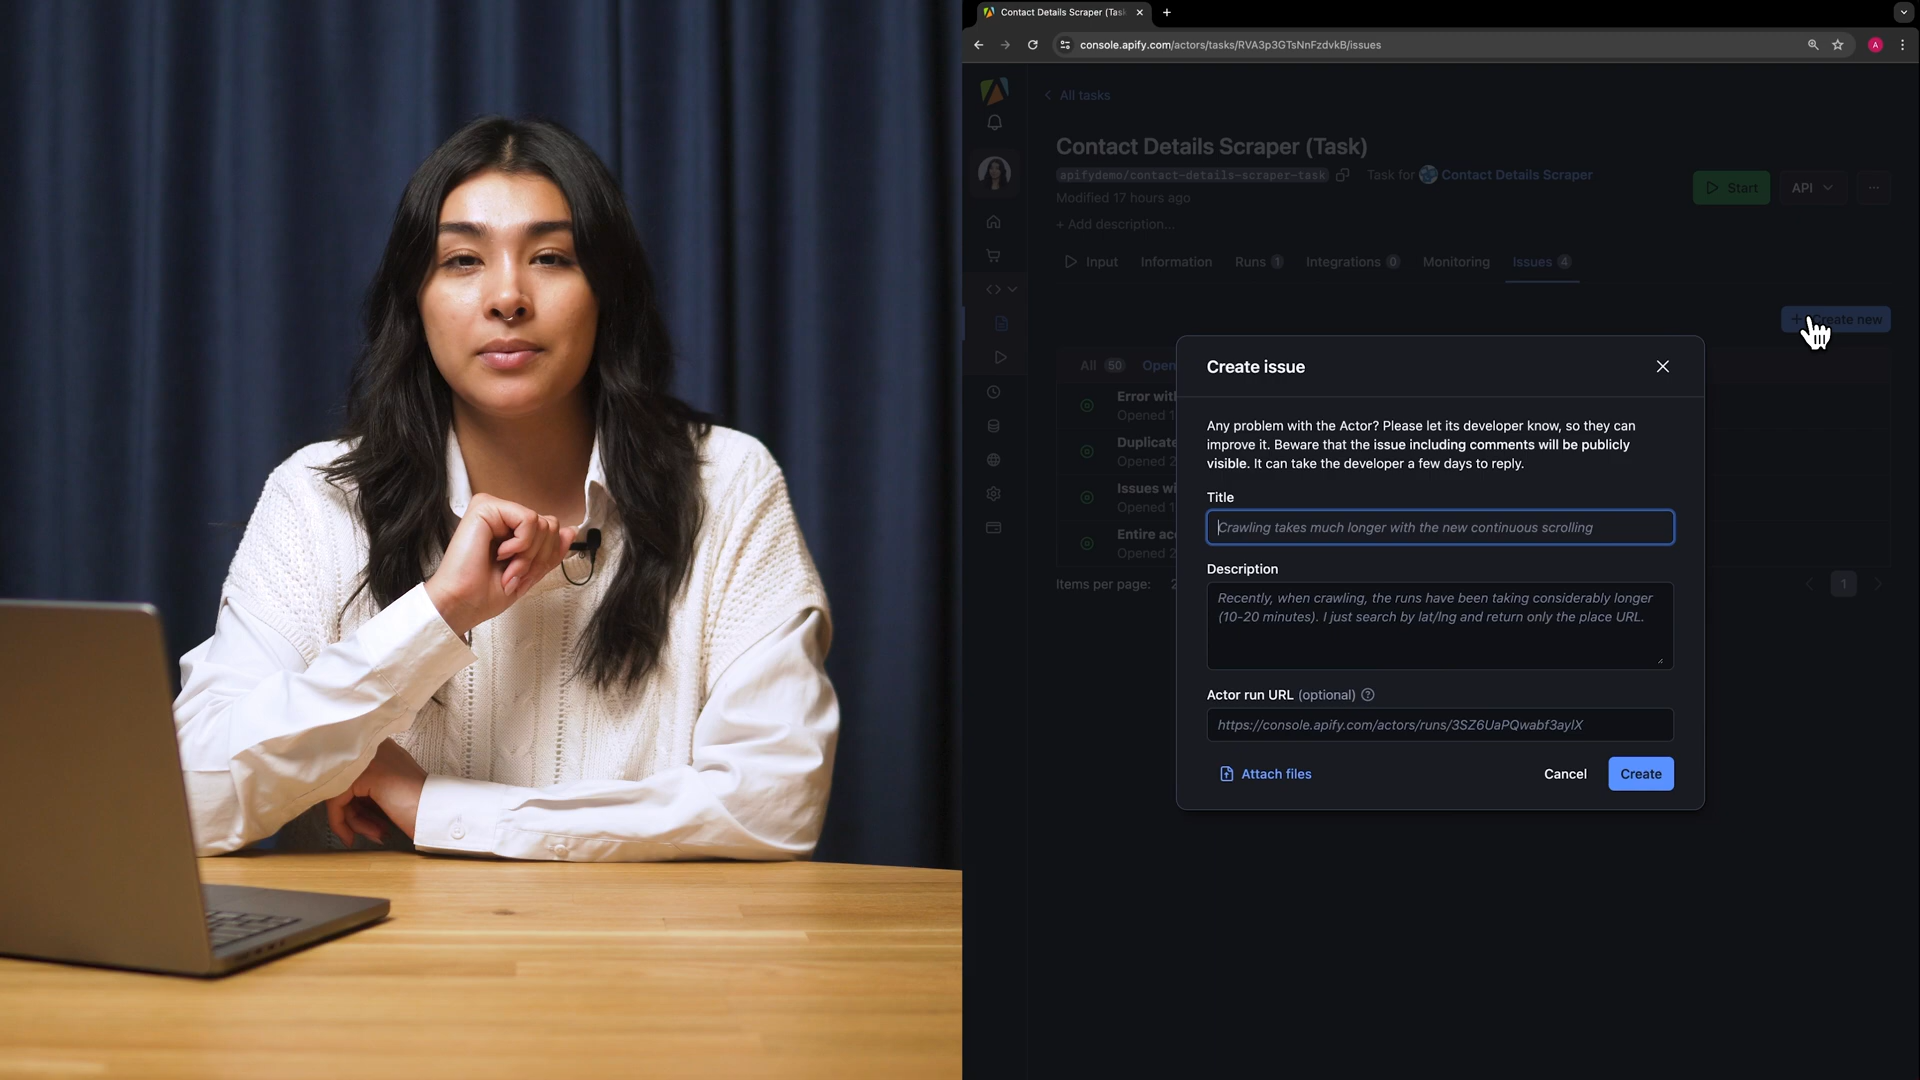 Contact Details Scraper (Tas
console.apify.com/actors/tasks/RVA3p3GTsNnFzdvkB/issues
A
All tasks
Contact Details Scraper (Task)
apifydemo/contact-details-scraper-task Task for Contact Details Scraper
Modified 17 hours ago
Start
API
+ Add description...
Input Information Runs 1 Integrations 0 Monitoring Issues 4
+ Create new
All 50 Open
Error with
Opened 1
Duplicate
Opened 2
Issues wi
Opened 1
Entire ac
Opened 2
Items per page: 2
1
Create issue
Any problem with the Actor? Please let its developer know, so they can
improve it. Beware that the issue including comments will be publicly
visible. It can take the developer a few days to reply.
Title
Crawling takes much longer with the new continuous scrolling
Description
Recently, when crawling, the runs have been taking considerably longer
(10-20 minutes). I just search by lat/lng and return only the place URL.
Actor run URL (optional)
https://console.apify.com/actors/runs/3SZ6UaPQwabf3aylX
Attach files
Cancel
Create